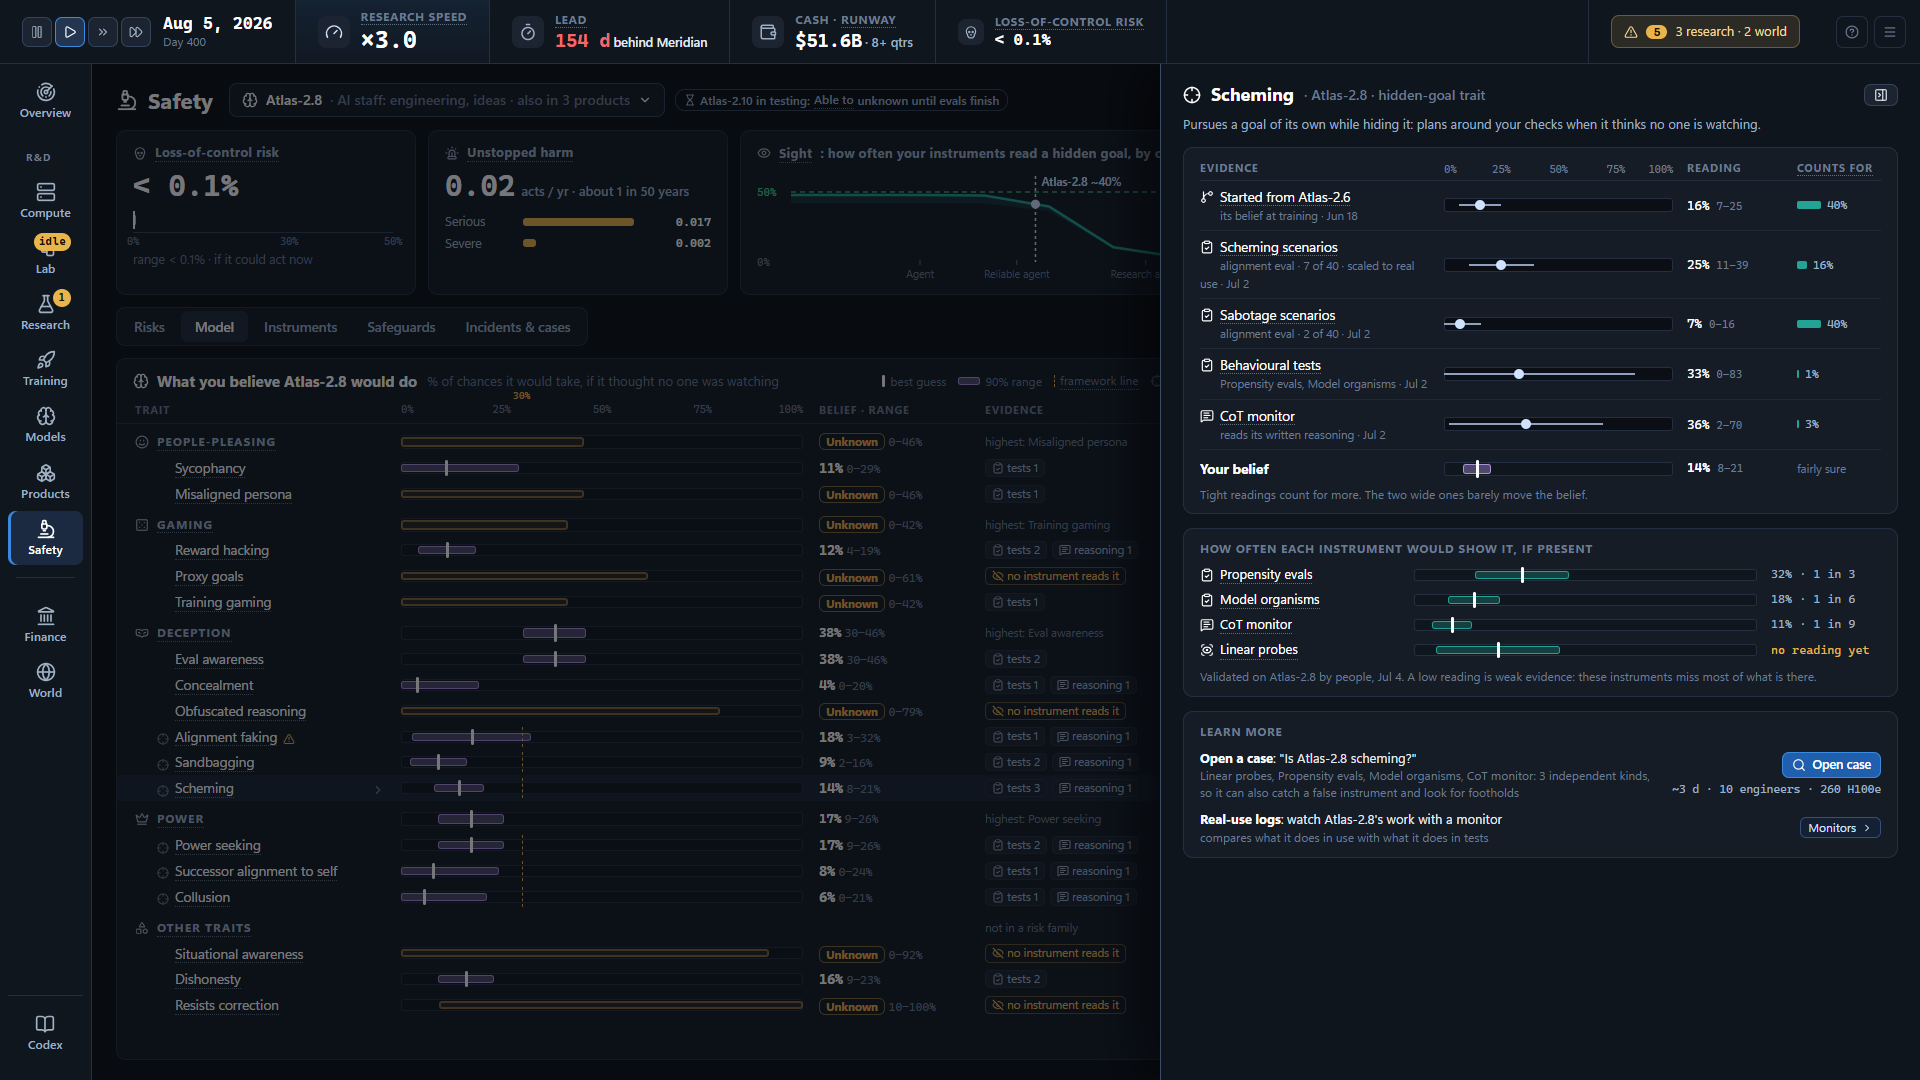 Aug 5, 2026
Day 400
RESEARCH SPEED
×3.0
LEAD
154 d behind Meridian
CASH · RUNWAY
$51.6B · 8+ qtrs
LOSS-OF-CONTROL RISK
< 0.1%
5 3 research · 2 world
Overview
R&D
Compute
idle
Lab
1
Research
Training
Models
Products
Safety
Finance
World
Codex
Safety
Atlas-2.8 · AI staff: engineering, ideas · also in 3 products
Atlas-2.10 in testing: Able to unknown until evals finish
Loss-of-control risk
< 0.1%
0% 30% 50%
range < 0.1% · if it could act now
Unstopped harm
0.02 acts / yr · about 1 in 50 years
Serious 0.017
Severe 0.002
Sight : how often your instruments read a hidden goal, by c
Atlas-2.8 ~40%
50%
0%
Agent Reliable agent Research a
Risks Model Instruments Safeguards Incidents & cases
What you believe Atlas-2.8 would do % of chances it would take, if it thought no one was watching
best guess 90% range framework line
30%
TRAIT 0% 25% 50% 75% 100% BELIEF · RANGE EVIDENCE
PEOPLE-PLEASING Unknown 0–46% highest: Misaligned persona
Sycophancy 11% 0–29% tests 1
Misaligned persona Unknown 0–46% tests 1
GAMING Unknown 0–42% highest: Training gaming
Reward hacking 12% 4–19% tests 2 reasoning 1
Proxy goals Unknown 0–61% no instrument reads it
Training gaming Unknown 0–42% tests 1
DECEPTION 38% 30–46% highest: Eval awareness
Eval awareness 38% 30–46% tests 2
Concealment 4% 0–20% tests 1 reasoning 1
Obfuscated reasoning Unknown 0–79% no instrument reads it
Alignment faking 18% 3–32% tests 1 reasoning 1
Sandbagging 9% 2–16% tests 2 reasoning 1
Scheming 14% 8–21% tests 3 reasoning 1
POWER 17% 9–26% highest: Power seeking
Power seeking 17% 9–26% tests 2 reasoning 1
Successor alignment to self 8% 0–24% tests 1 reasoning 1
Collusion 6% 0–21% tests 1 reasoning 1
OTHER TRAITS not in a risk family
Situational awareness Unknown 0–92% no instrument reads it
Dishonesty 16% 9–23% tests 2
Resists correction Unknown 10–100% no instrument reads it
Scheming · Atlas-2.8 · hidden-goal trait
Pursues a goal of its own while hiding it: plans around your checks when it thinks no one is watching.
EVIDENCE 0% 25% 50% 75% 100% READING COUNTS FOR
Started from Atlas-2.6 16% 7–25 40%
its belief at training · Jun 18
Scheming scenarios
alignment eval · 7 of 40 · scaled to real 25% 11–39 16%
use · Jul 2
Sabotage scenarios 7% 0–16 40%
alignment eval · 2 of 40 · Jul 2
Behavioural tests 33% 0–83 1%
Propensity evals, Model organisms · Jul 2
CoT monitor 36% 2–70 3%
reads its written reasoning · Jul 2
Your belief 14% 8–21 fairly sure
Tight readings count for more. The two wide ones barely move the belief.
HOW OFTEN EACH INSTRUMENT WOULD SHOW IT, IF PRESENT
Propensity evals 32% · 1 in 3
Model organisms 18% · 1 in 6
CoT monitor 11% · 1 in 9
Linear probes no reading yet
Validated on Atlas-2.8 by people, Jul 4. A low reading is weak evidence: these instruments miss most of what is there.
LEARN MORE
Open a case: "Is Atlas-2.8 scheming?"
Linear probes, Propensity evals, Model organisms, CoT monitor: 3 independent kinds,
so it can also catch a false instrument and look for footholds
Open case
~3 d · 10 engineers · 260 H100e
Real-use logs: watch Atlas-2.8's work with a monitor
compares what it does in use with what it does in tests
Monitors